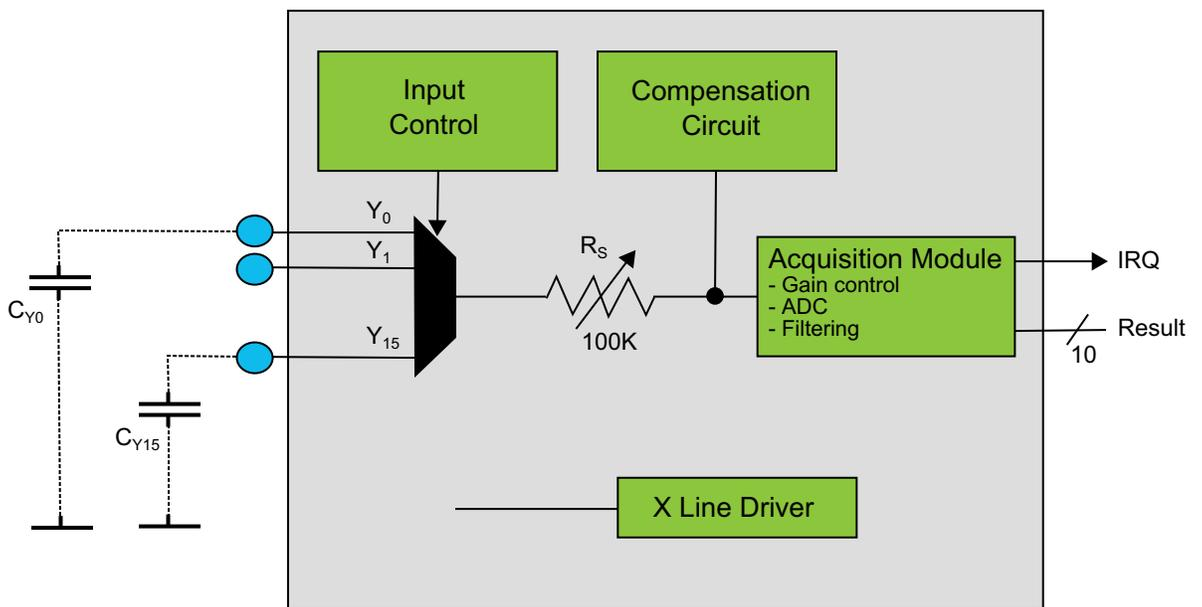 Input
Control
Compensation
Circuit
Y0
Y1
Y15
RS
100K
Acquisition Module
- Gain control
- ADC
- Filtering
IRQ
Result
10
CY0
CY15
X Line Driver